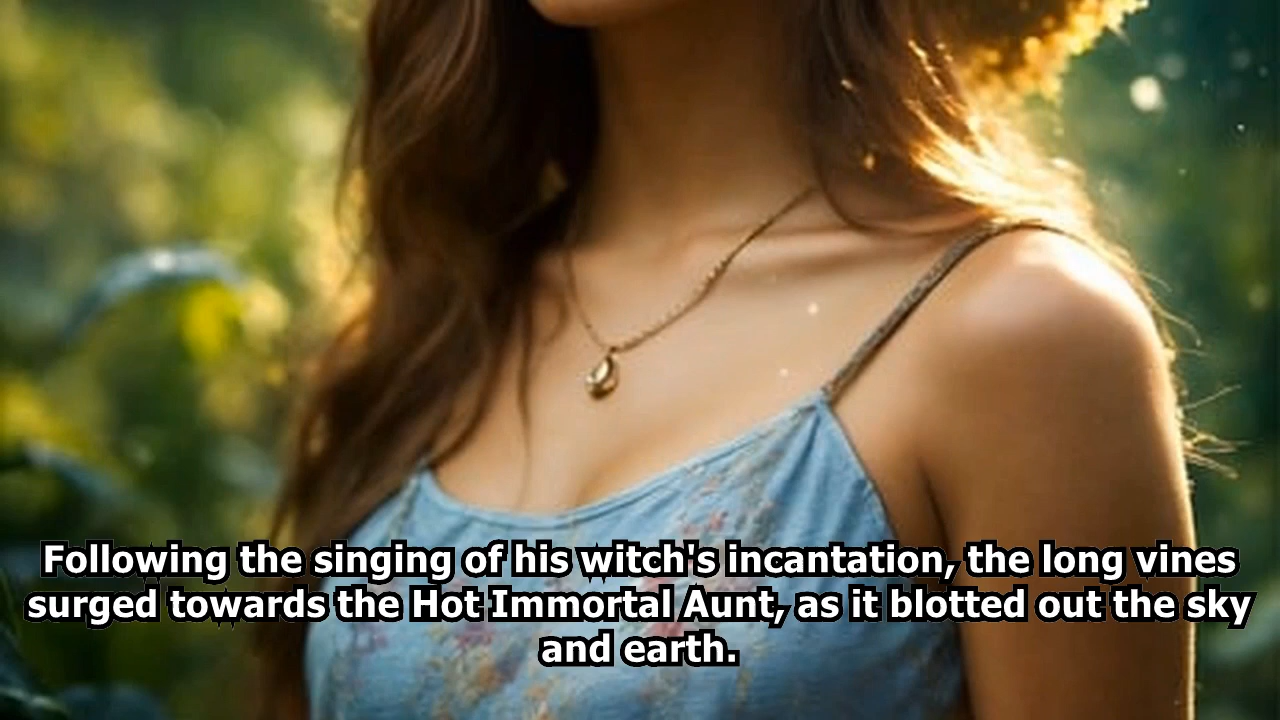 Following the singing of his witch's incantation, the long vines
surged towards the Hot Immortal Aunt, as it blotted out the sky
and earth.